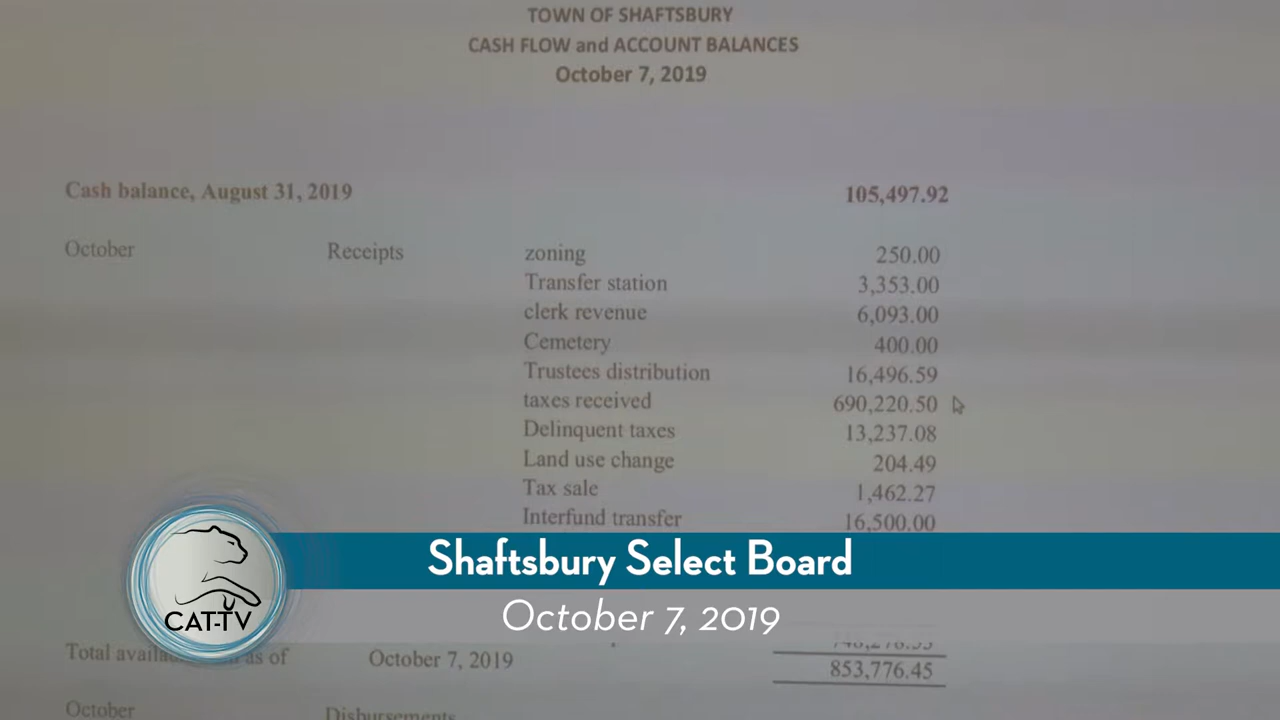 TOWN OF SHAFTSBURY
CASH FLOW and ACCOUNT BALANCES
October 7, 2019
Cash balance, August 31, 2019 105,497.92
October Receipts zoning 250.00
Transfer station 3,353.00
clerk revenue 6,093.00
Cemetery 400.00
Trustees distribution 16,496.59
taxes received 690,220.50
Delinquent taxes 13,237.08
Land use change 204.49
Tax sale 1,462.27
Interfund transfer 16,500.00
Shaftsbury Select Board
October 7, 2019
CAT-TV
Total as of October 7, 2019 853,776.45
October Disbursements